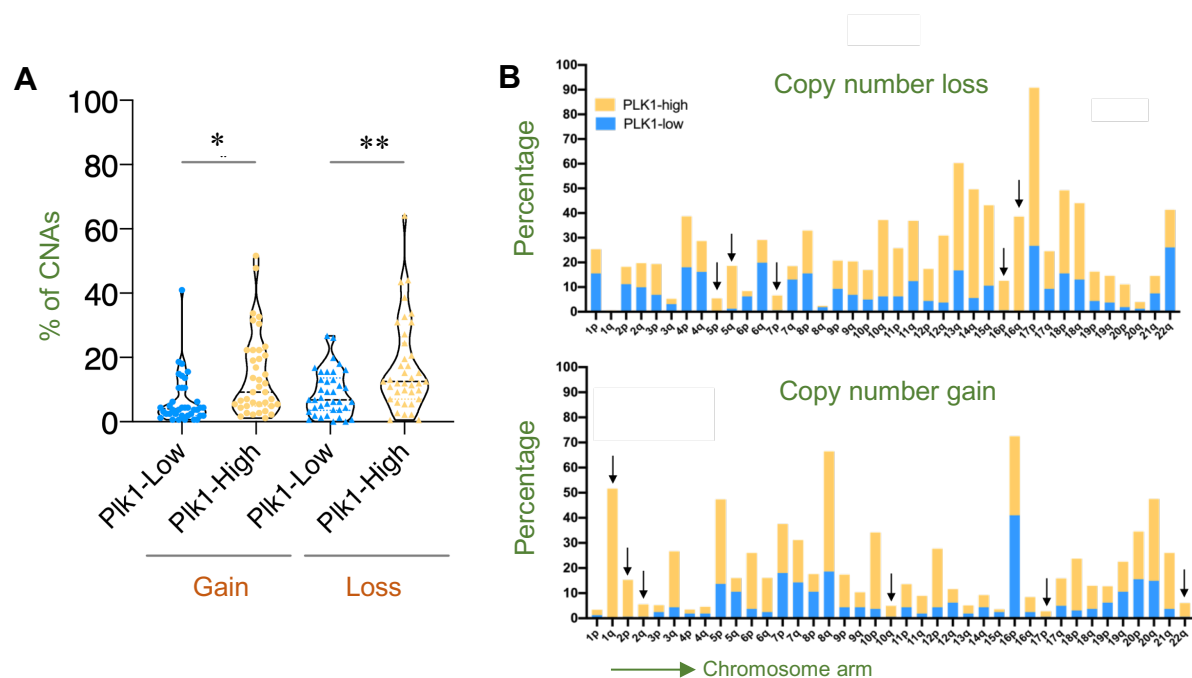 A
100
80
60
40
20
0
% of CNAs
*
**
Plk1-Low
Plk1-High
Plk1-Low
Plk1-High
Gain
Loss
B
Copy number loss
PLK1-high
PLK1-low
Percentage
100
90
80
70
60
50
40
30
20
10
0
1p 1q 2p 2q 3p 3q 4p 4q 5p 5q 6p 6q 7p 7q 8p 8q 9p 9q 10p 10q 11p 11q 12p 12q 13q 14q 15q 16p 16q 17p 17q 18p 18q 19p 19q 20p 20q 21q 22q
Copy number gain
Percentage
100
90
80
70
60
50
40
30
20
10
0
1p 1q 2p 2q 3p 3q 4p 4q 5p 5q 6p 6q 7p 7q 8p 8q 9p 9q 10p 10q 11p 11q 12p 12q 13q 14q 15q 16p 16q 17p 17q 18p 18q 19p 19q 20p 20q 21q 22q
Chromosome arm